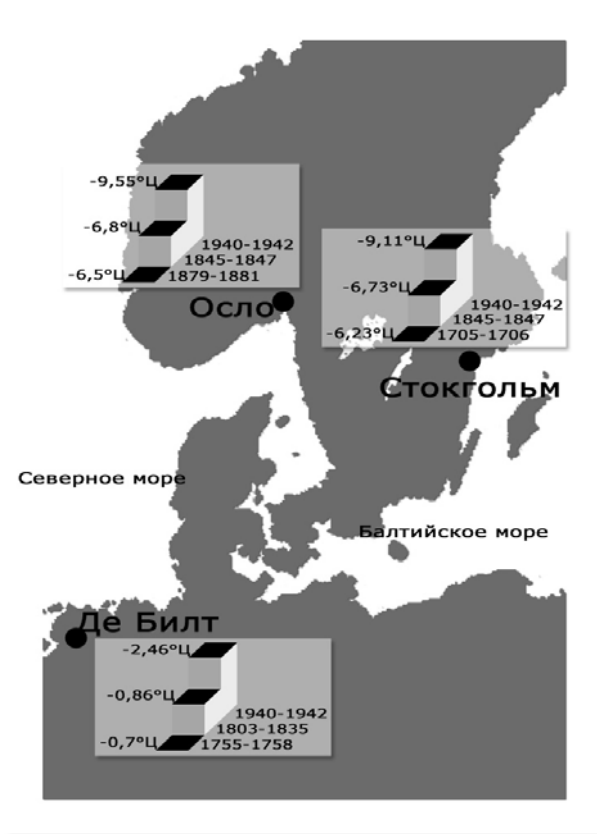 -9,55°Ц
-6,8°Ц
1940-1942
1845-1847
-6,5°Ц
1879-1881
Осло
-9,11°Ц
-6,73°Ц
1940-1942
1845-1847
-6,23°Ц
1705-1706
Стокгольм
Северное море
Балтийское море
Де Билт
-2,46°Ц
-0,86°Ц
1940-1942
1803-1835
-0,7°Ц
1755-1758